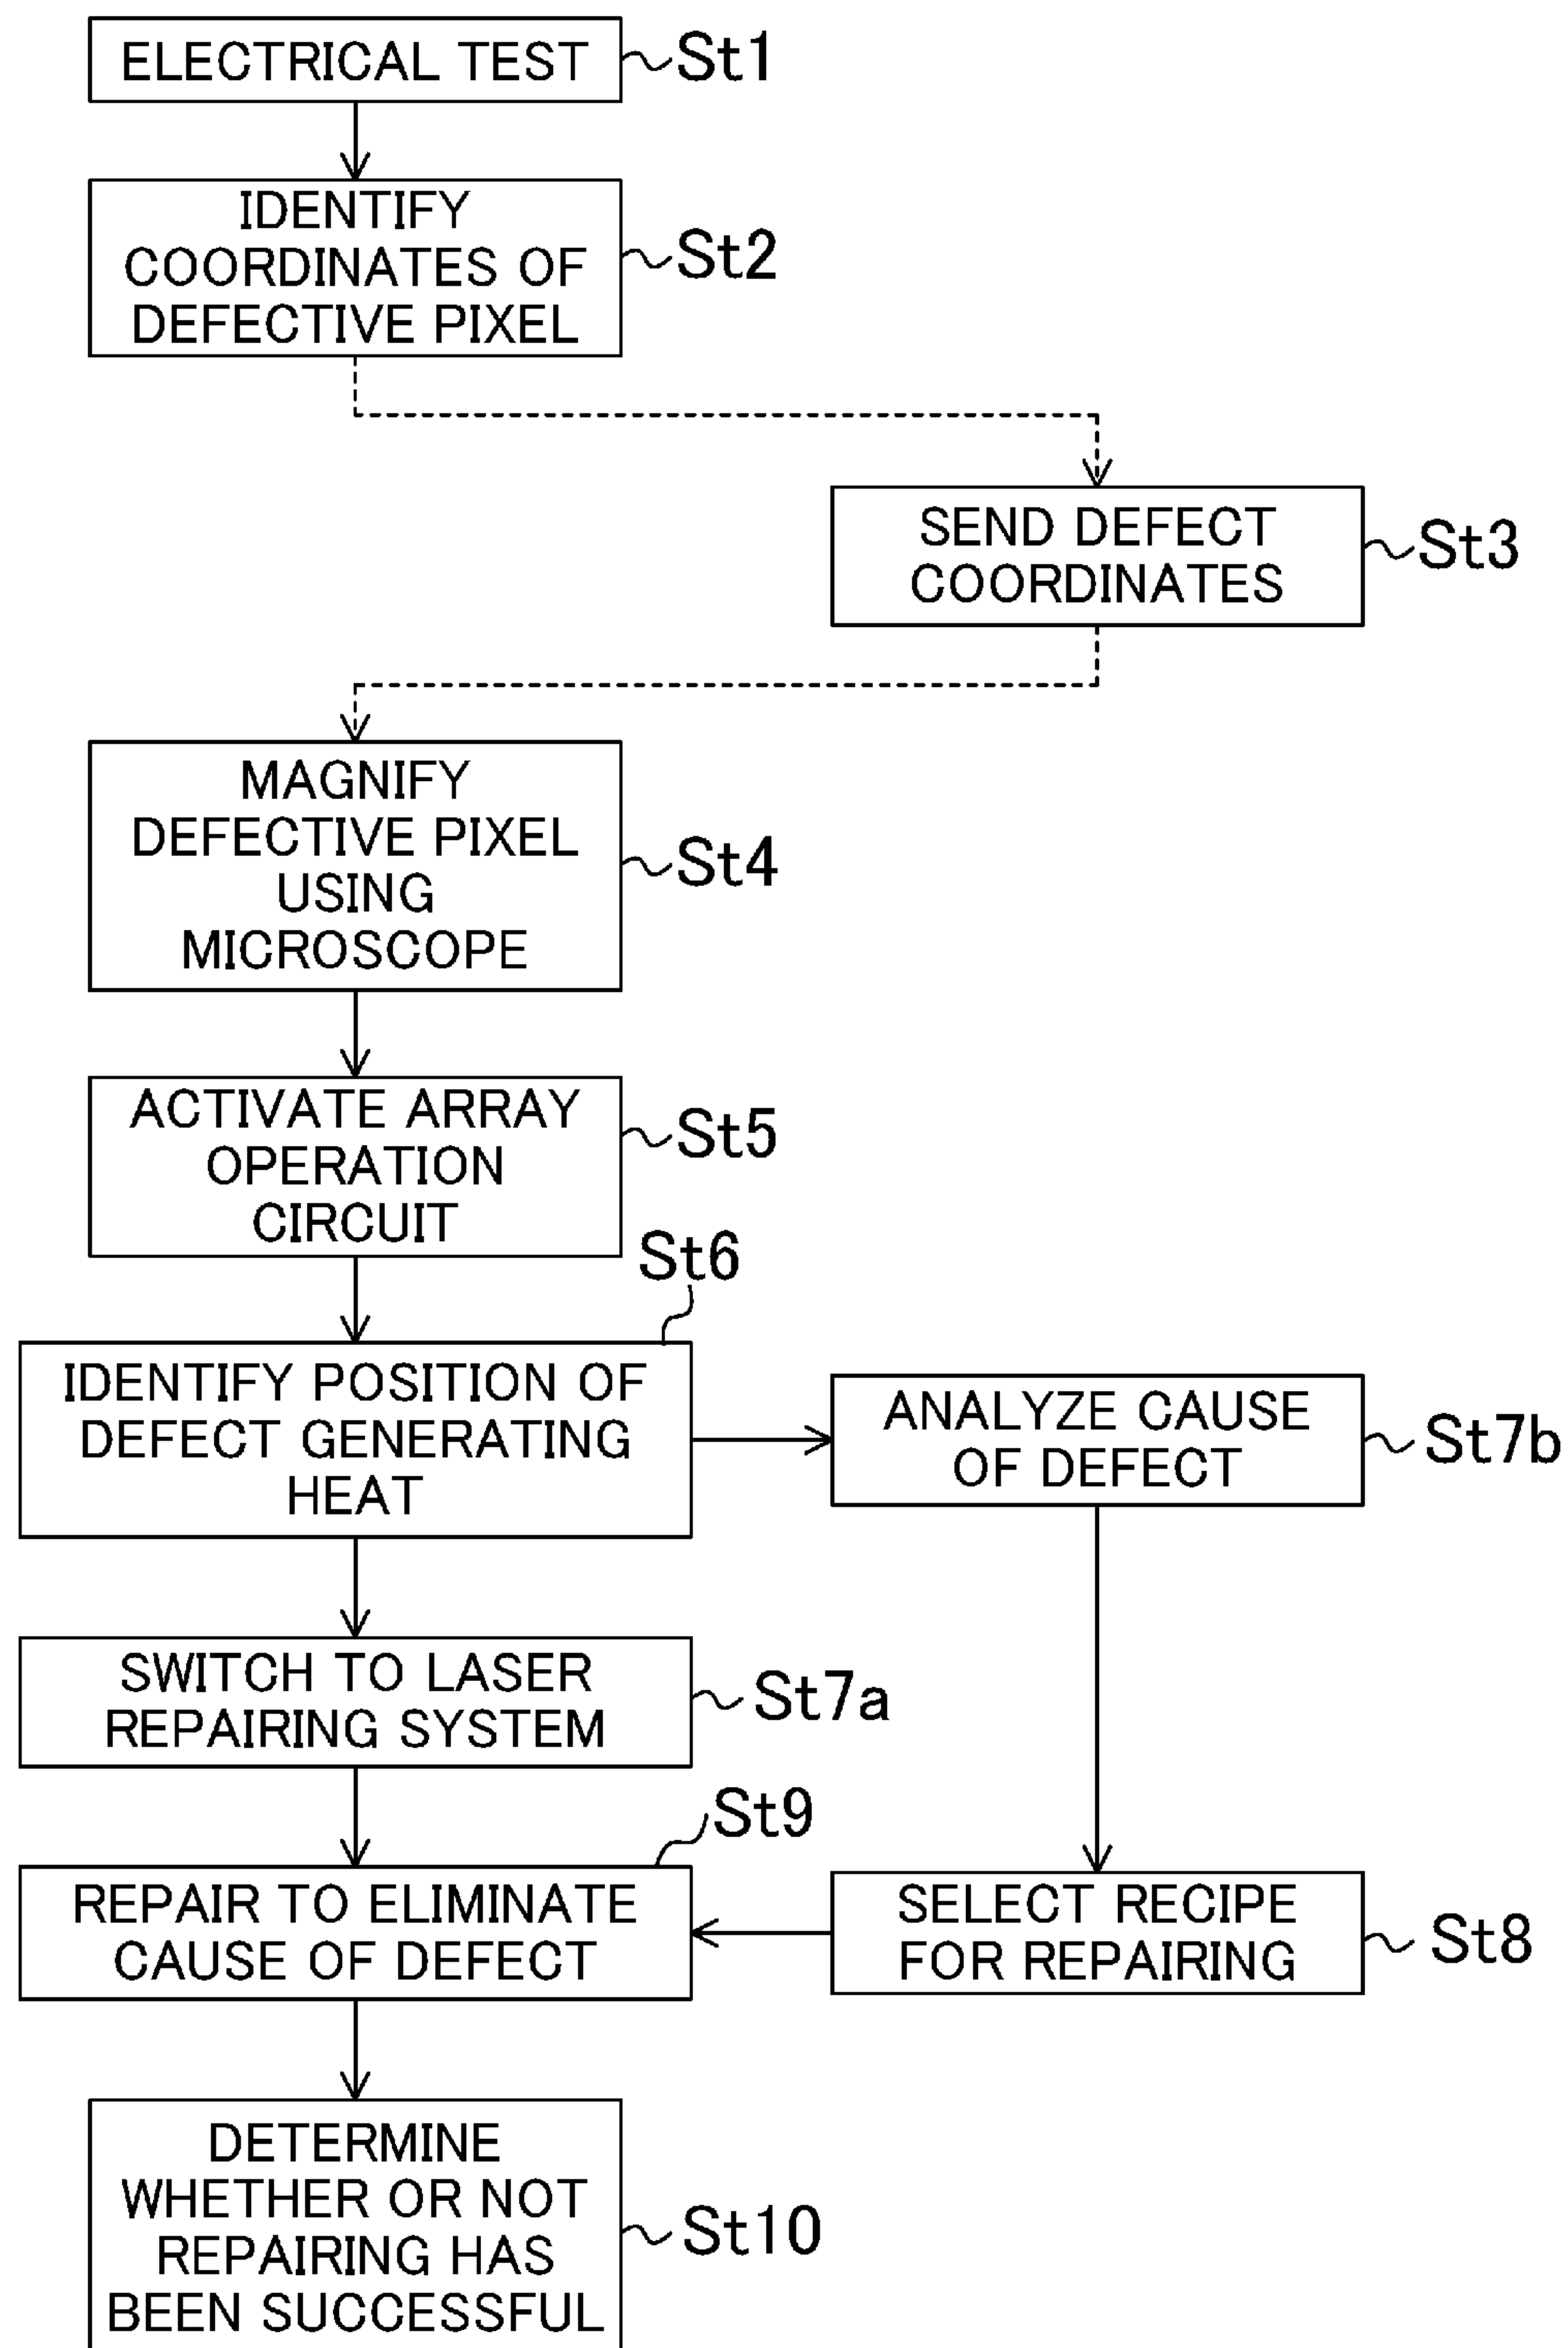 ELECTRICAL TEST
St1
IDENTIFY
COORDINATES OF
DEFECTIVE PIXEL
St2
SEND DEFECT
COORDINATES
St3
MAGNIFY
DEFECTIVE PIXEL
USING
MICROSCOPE
St4
ACTIVATE ARRAY
OPERATION
CIRCUIT
St5
St6
IDENTIFY POSITION OF
DEFECT GENERATING
HEAT
ANALYZE CAUSE
OF DEFECT
St7b
SWITCH TO LASER
REPAIRING SYSTEM
St7a
St9
REPAIR TO ELIMINATE
CAUSE OF DEFECT
SELECT RECIPE
FOR REPAIRING
St8
DETERMINE
WHETHER OR NOT
REPAIRING HAS
BEEN SUCCESSFUL
St10